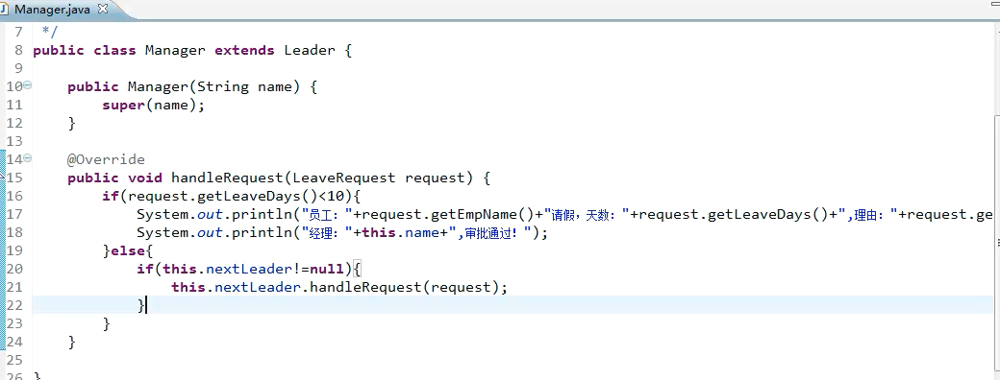 Manager.java
7 */
8 public class Manager extends Leader {
9
10 public Manager(String name) {
11 super(name);
12 }
13
14 @Override
15 public void handleRequest(LeaveRequest request) {
16 if(request.getLeaveDays()<10){
17 System.out.println("员工："+request.getEmpName()+"请假，天数："+request.getLeaveDays()+",理由："+request.ge
18 System.out.println("经理："+this.name+",审批通过！");
19 }else{
20 if(this.nextLeader!=null){
21 this.nextLeader.handleRequest(request);
22 }
23 }
24 }
25
26 }